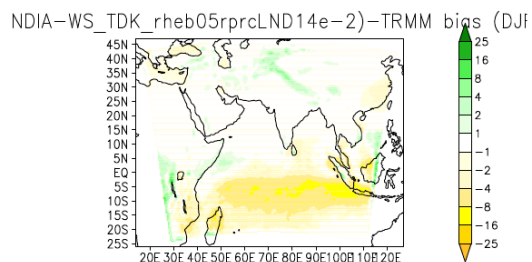 NDIA-WS_TDK_rheb05rprcLND14e-2)-TRMM bias (DJF
45N
40N
35N
30N
25N
20N
15N
10N
5N
EQ
5S
10S
15S
20S
25S
20E 30E 40E 50E 60E 70E 80E 90E 100E 110E 120E
25
16
8
4
2
1
-1
-2
-4
-8
-16
-25